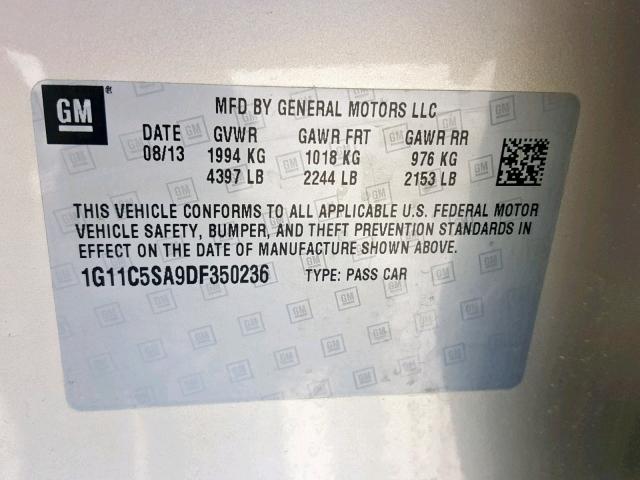 GM
MFD BY GENERAL MOTORS LLC
DATE GVWR GAWR FRT GAWR RR
08/13 1994 KG 1018 KG 976 KG
4397 LB 2244 LB 2153 LB
THIS VEHICLE CONFORMS TO ALL APPLICABLE U.S. FEDERAL MOTOR
VEHICLE SAFETY, BUMPER, AND THEFT PREVENTION STANDARDS IN
EFFECT ON THE DATE OF MANUFACTURE SHOWN ABOVE.
1G11C5SA9DF350236 TYPE: PASS CAR